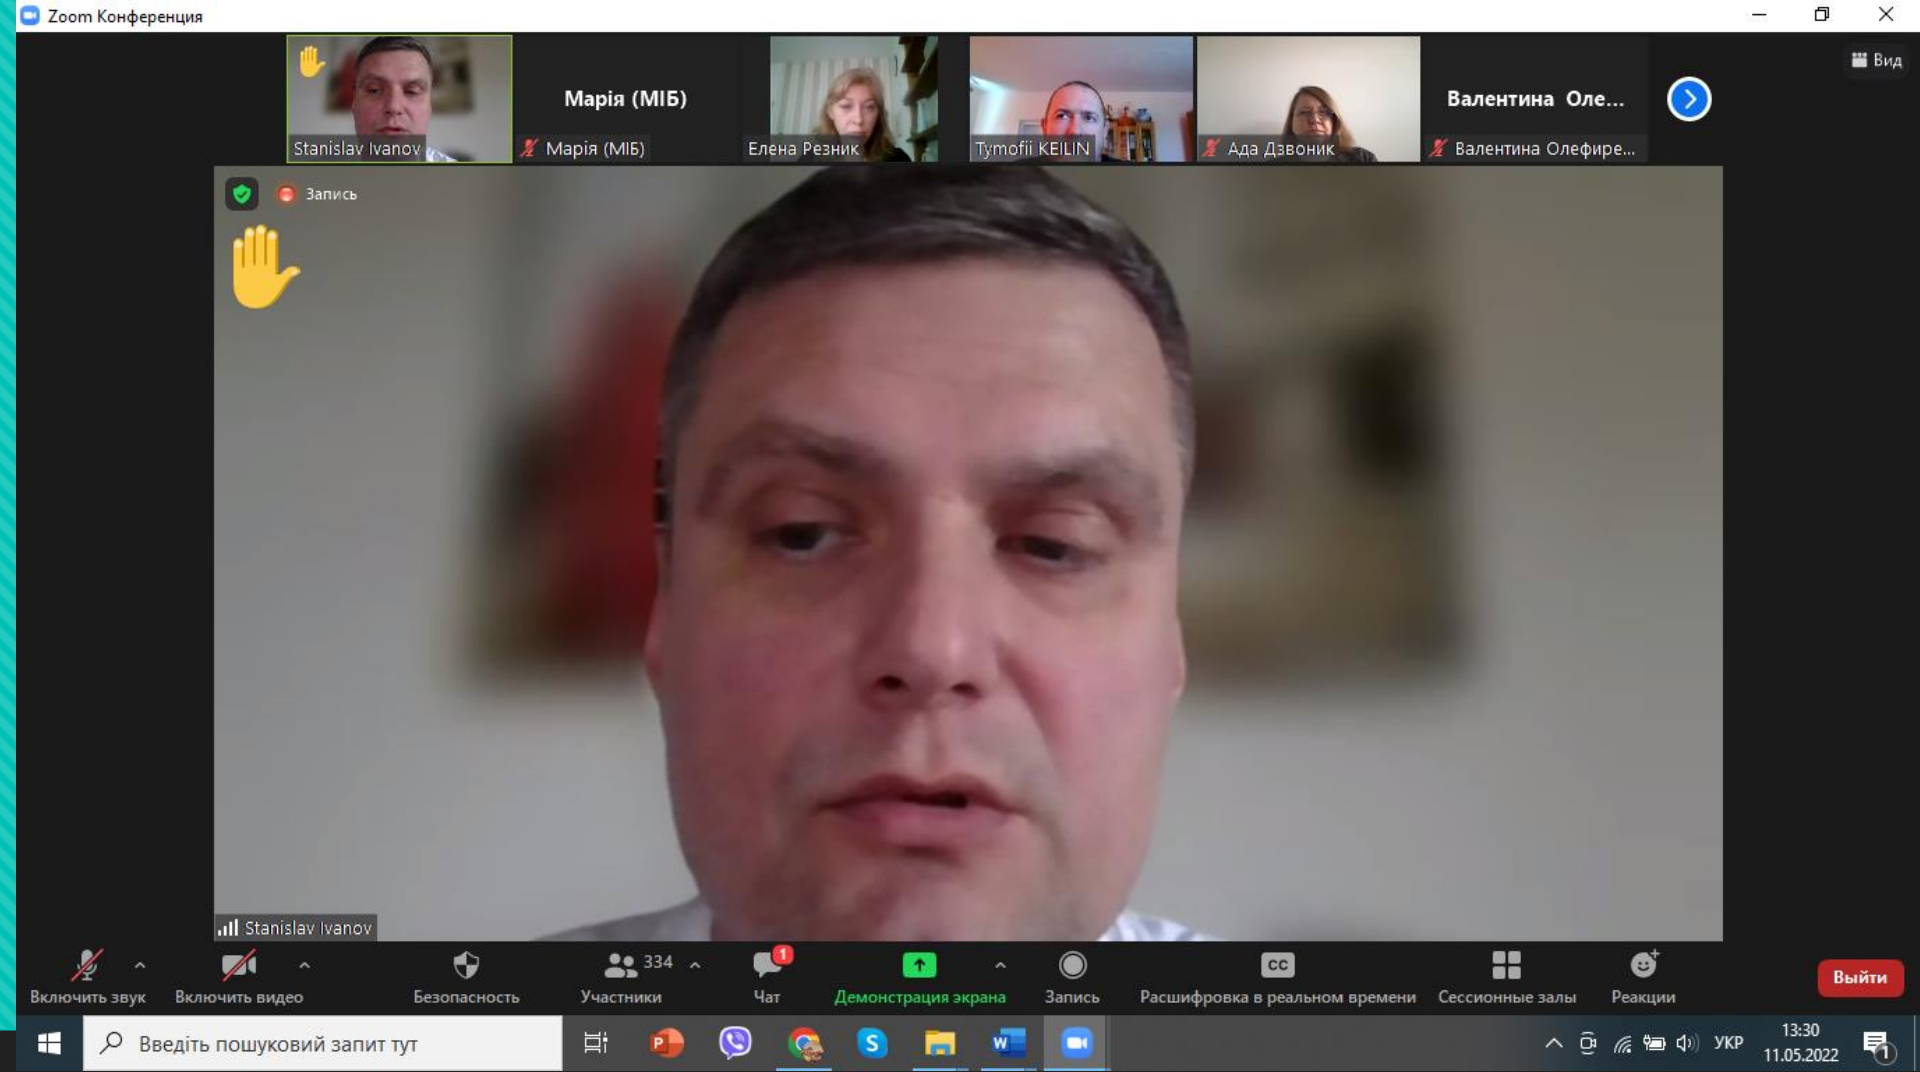 Zoom Конференция
Вид
Stanislav Ivanov
Марія (МІБ)
Марія (МІБ)
Елена Резник
Tymofii KEILIN
Ада Дзвоник
Валентина Оле...
Валентина Олефире...
Запись
Stanislav Ivanov
Включить звук
Включить видео
Безопасность
334
Участники
1
Чат
Демонстрация экрана
Запись
CC
Расшифровка в реальном времени
Сессионные залы
Реакции
Выйти
Введіть пошуковий запит тут
P
S
W
УКР
13:30
11.05.2022
1